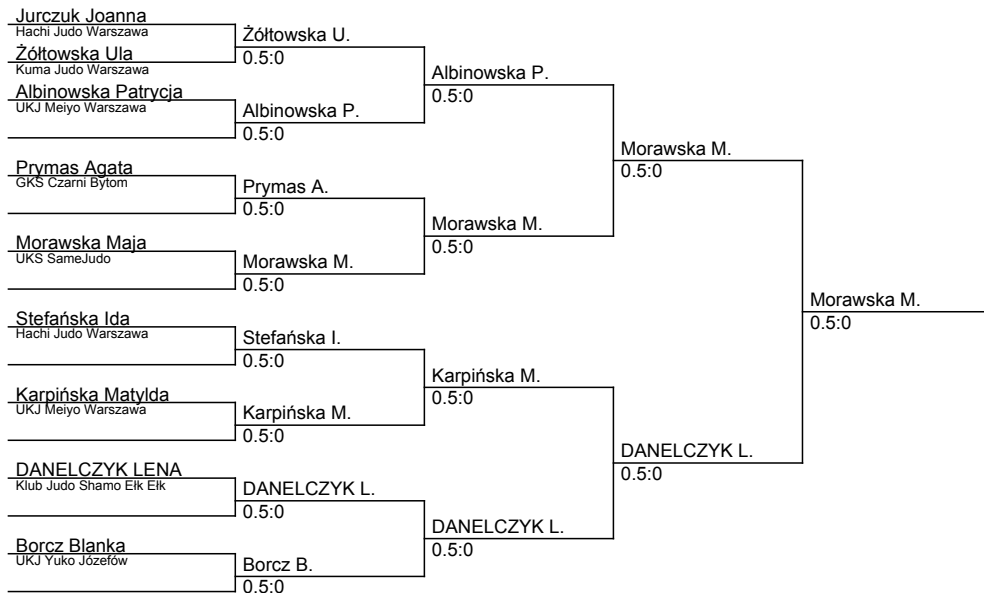 Jurczuk Joanna
Hachi Judo Warszawa
Żółtowska Ula
Kuma Judo Warszawa
Albinowska Patrycja
UKJ Meiyo Warszawa
Prymas Agata
GKS Czarni Bytom
Morawska Maja
UKS SameJudo
Stefańska Ida
Hachi Judo Warszawa
Karpińska Matylda
UKJ Meiyo Warszawa
DANELCZYK LENA
Klub Judo Shamo Ełk Ełk
Borcz Blanka
UKJ Yuko Józefów
Żółtowska U.
0.5:0
Albinowska P.
0.5:0
Prymas A.
0.5:0
Morawska M.
0.5:0
Stefańska I.
0.5:0
Karpińska M.
0.5:0
DANELCZYK L.
0.5:0
Borcz B.
0.5:0
Albinowska P.
0.5:0
Morawska M.
0.5:0
Karpińska M.
0.5:0
DANELCZYK L.
0.5:0
Morawska M.
0.5:0
DANELCZYK L.
0.5:0
Morawska M.
0.5:0